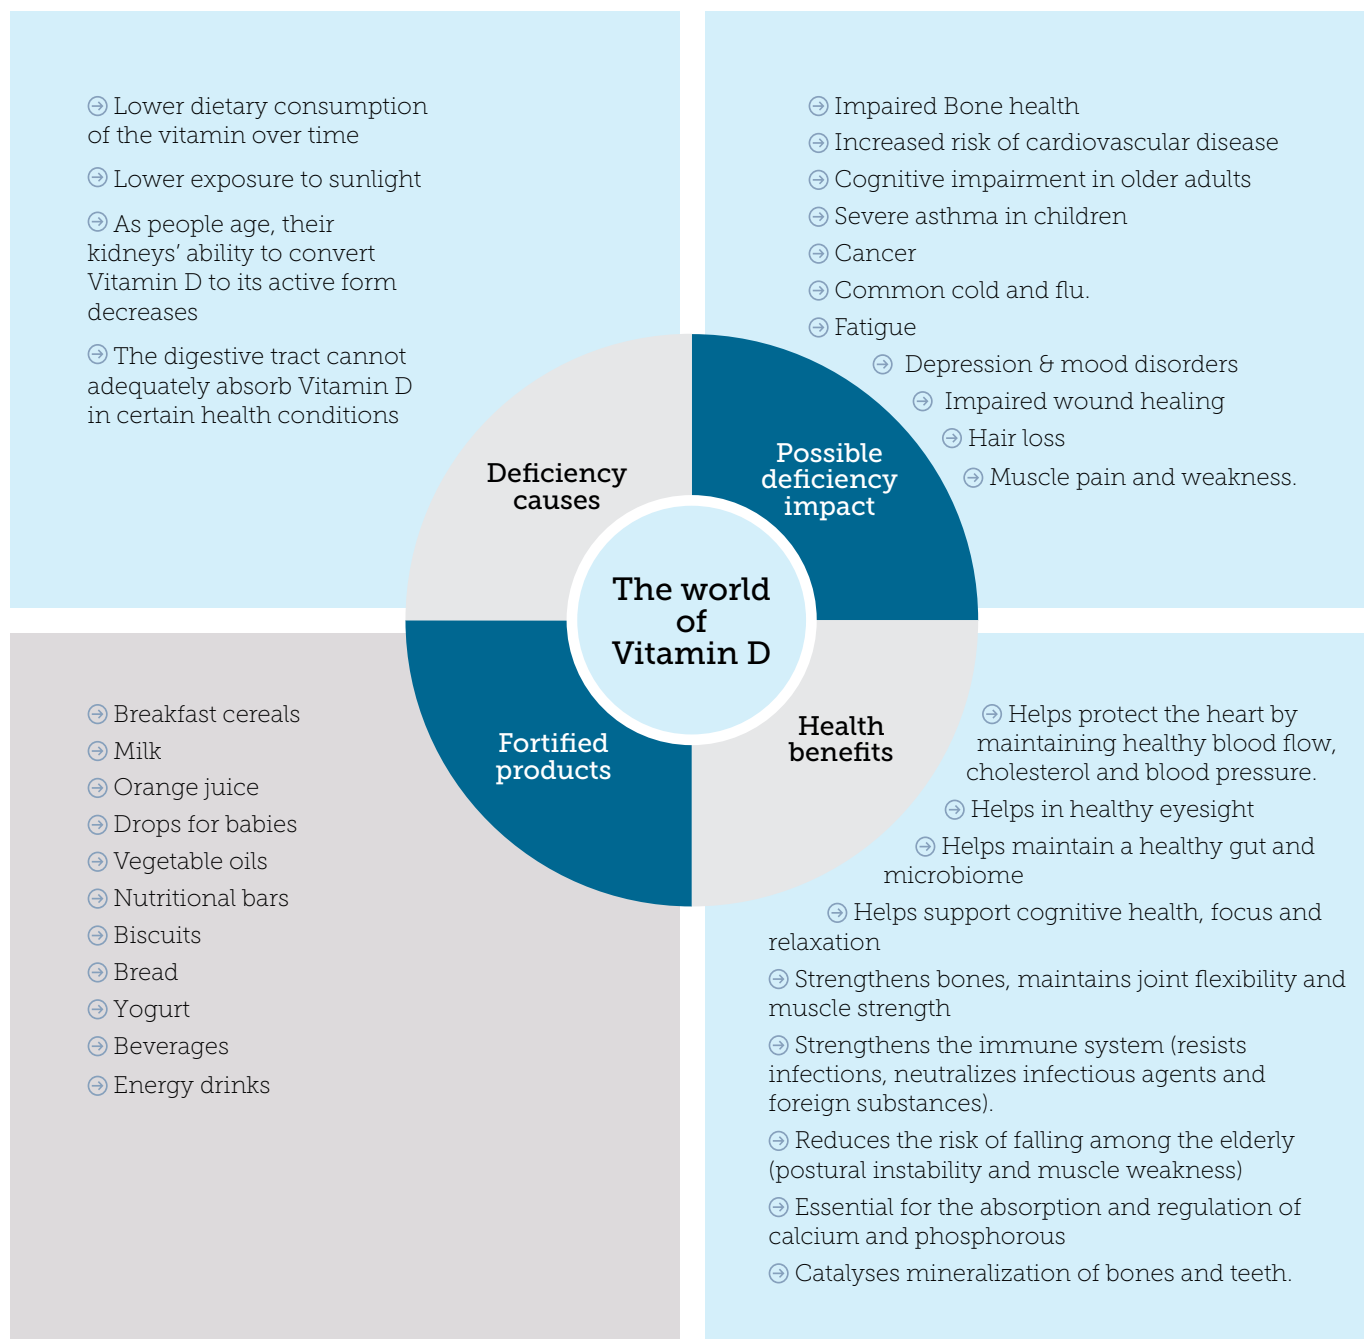 Lower dietary consumption
of the vitamin over time
Lower exposure to sunlight
As people age, their
kidneys’ ability to convert
Vitamin D to its active form
decreases
The digestive tract cannot
adequately absorb Vitamin D
in certain health conditions
Deficiency
causes
Impaired Bone health
Increased risk of cardiovascular disease
Cognitive impairment in older adults
Severe asthma in children
Cancer
Common cold and flu.
Fatigue
Depression & mood disorders
Impaired wound healing
Hair loss
Muscle pain and weakness.
Possible
deficiency
impact
The world
of
Vitamin D
Breakfast cereals
Milk
Orange juice
Drops for babies
Vegetable oils
Nutritional bars
Biscuits
Bread
Yogurt
Beverages
Energy drinks
Fortified
products
Health
benefits
Helps protect the heart by
maintaining healthy blood flow,
cholesterol and blood pressure.
Helps in healthy eyesight
Helps maintain a healthy gut and
microbiome
Helps support cognitive health, focus and
relaxation
Strengthens bones, maintains joint flexibility and
muscle strength
Strengthens the immune system (resists
infections, neutralizes infectious agents and
foreign substances).
Reduces the risk of falling among the elderly
(postural instability and muscle weakness)
Essential for the absorption and regulation of
calcium and phosphorous
Catalyses mineralization of bones and teeth.